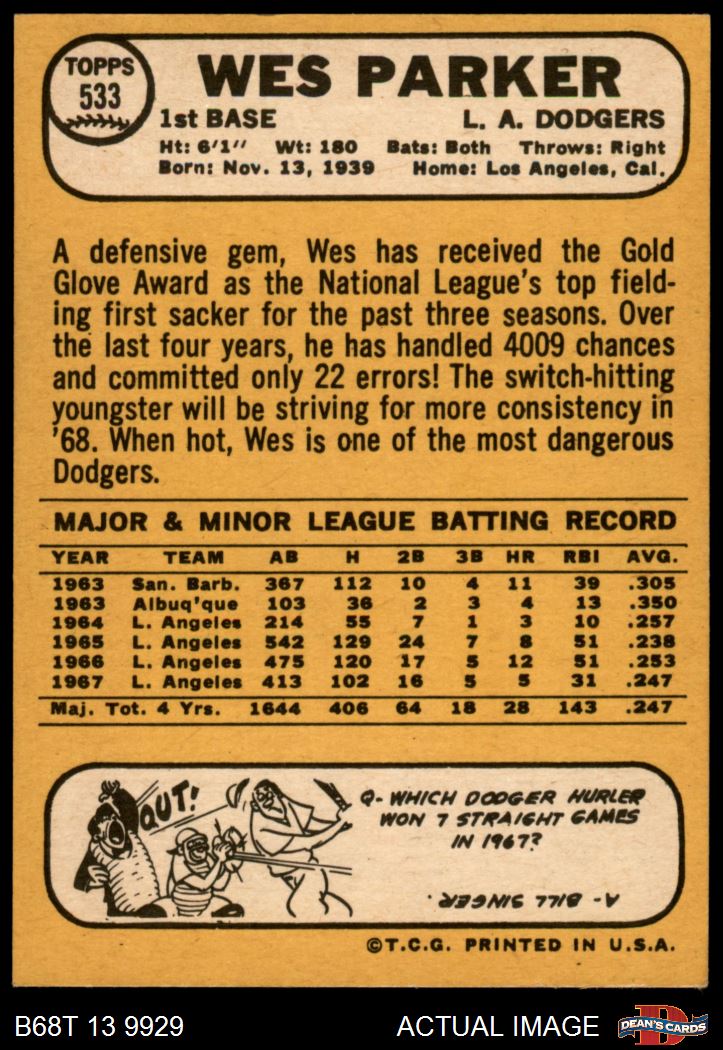 TOPPS
533
WES PARKER
1st BASE L. A. DODGERS
Ht: 6'1" Wt: 180 Bats: Both Throws: Right
Born: Nov. 13, 1939 Home: Los Angeles, Cal.
A defensive gem, Wes has received the Gold
Glove Award as the National League's top field-
ing first sacker for the past three seasons. Over
the last four years, he has handled 4009 chances
and committed only 22 errors! The switch-hitting
youngster will be striving for more consistency in
'68. When hot, Wes is one of the most dangerous
Dodgers.
MAJOR & MINOR LEAGUE BATTING RECORD
YEAR TEAM AB H 2B 3B HR RBI AVG.
1963 San. Barb. 367 112 10 4 11 39 .305
1963 Albuq'que 103 36 2 3 4 13 .350
1964 L. Angeles 214 55 7 1 3 10 .257
1965 L. Angeles 542 129 24 7 8 51 .238
1966 L. Angeles 475 120 17 5 12 51 .253
1967 L. Angeles 413 102 16 5 5 31 .247
Maj. Tot. 4 Yrs. 1644 406 64 18 28 143 .247
OUT!
Q- WHICH DODGER HURLER
WON 7 STRAIGHT GAMES
IN 1967?
A- BILL SINGER.
©T.C.G. PRINTED IN U.S.A.
B68T 13 9929 ACTUAL IMAGE
D
DEAN'S CARDS